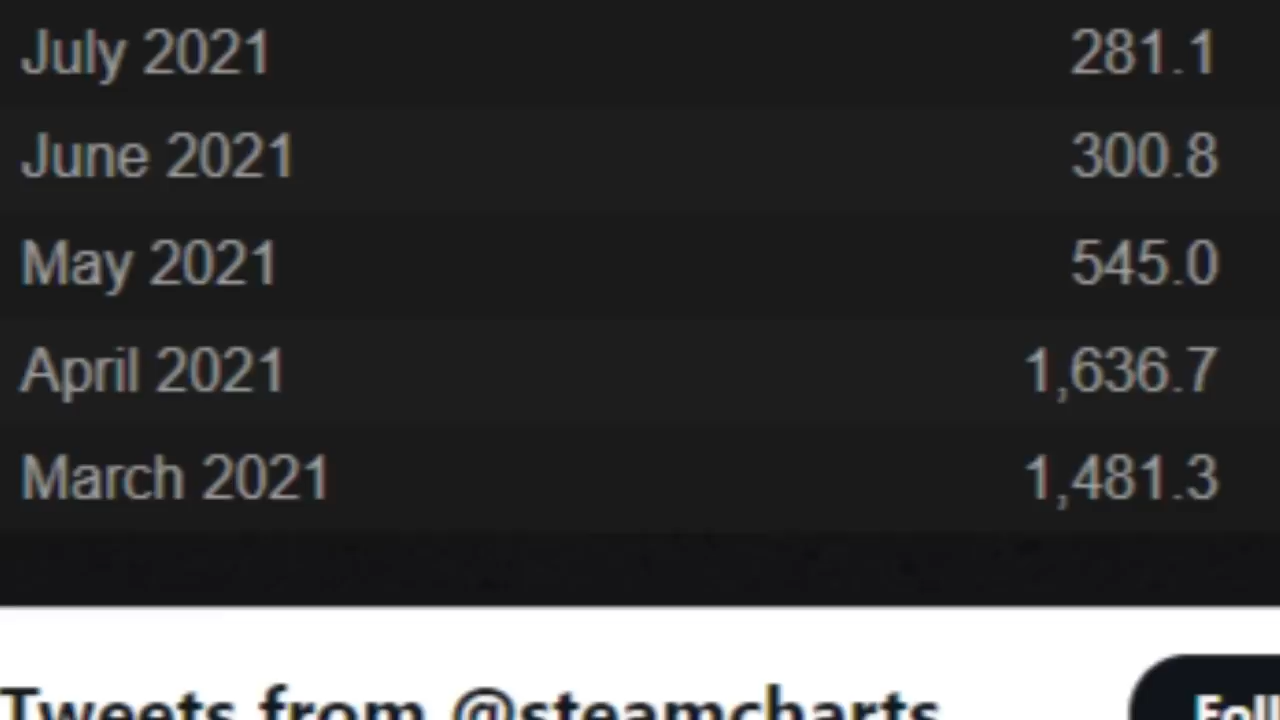 July 2021 281.1
June 2021 300.8
May 2021 545.0
April 2021 1,636.7
March 2021 1,481.3
Tweets from @steamcharts